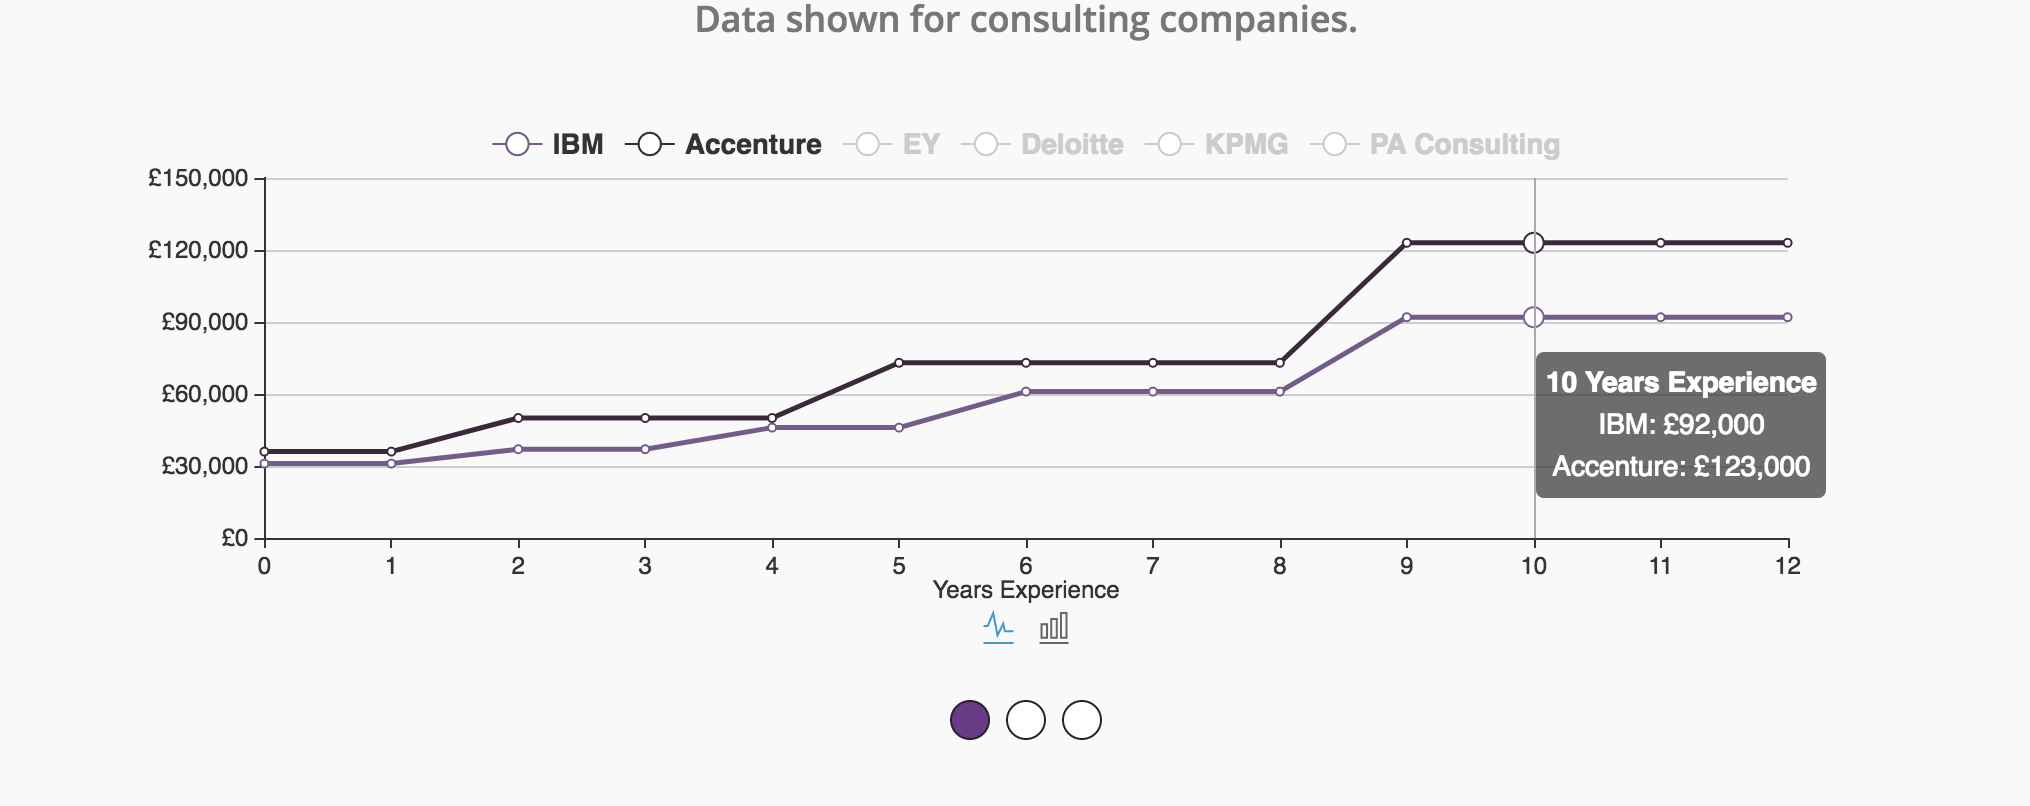 Data shown for consulting companies.
IBM Accenture EY Deloitte KPMG PA Consulting
£150,000
£120,000
£90,000
£60,000
£30,000
£0
10 Years Experience
IBM: £92,000
Accenture: £123,000
0 1 2 3 4 5 6 7 8 9 10 11 12
Years Experience